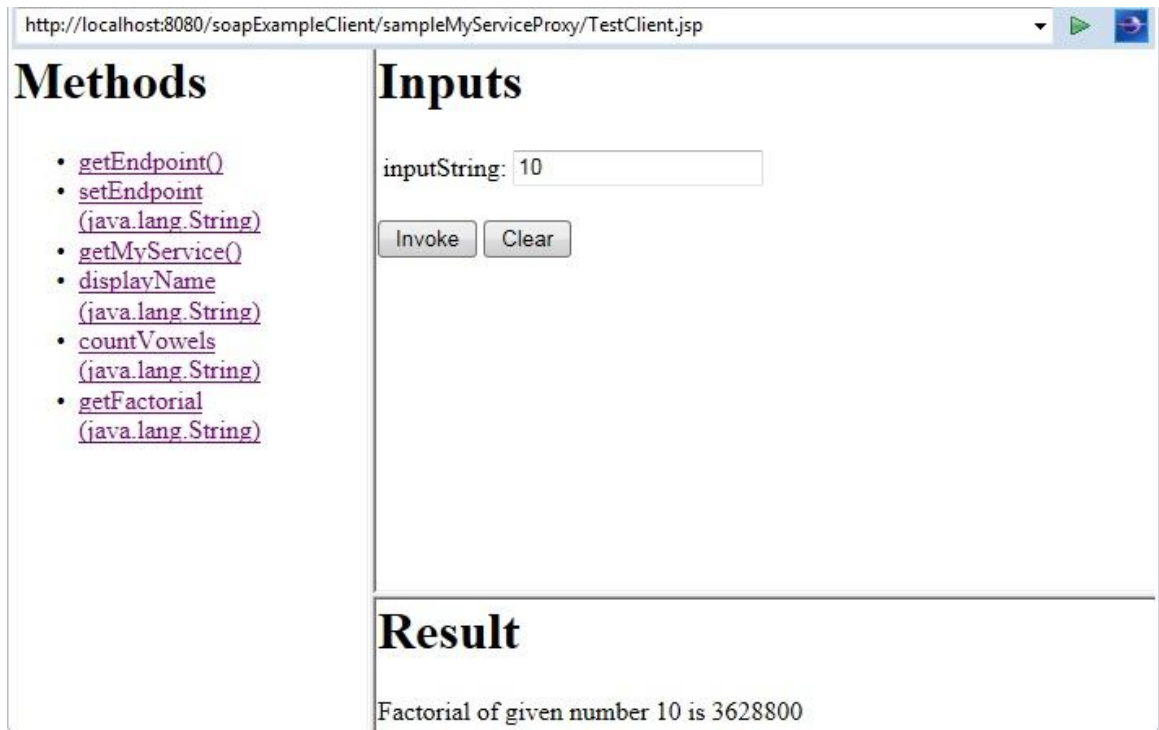 http://localhost:8080/soapExampleClient/sampleMyServiceProxy/TestClient.jsp
Methods
• getEndpoint()
• setEndpoint
(java.lang.String)
• getMyService()
• displayName
(java.lang.String)
• countVowels
(java.lang.String)
• getFactorial
(java.lang.String)
Inputs
inputString: 10
Invoke Clear
Result
Factorial of given number 10 is 3628800